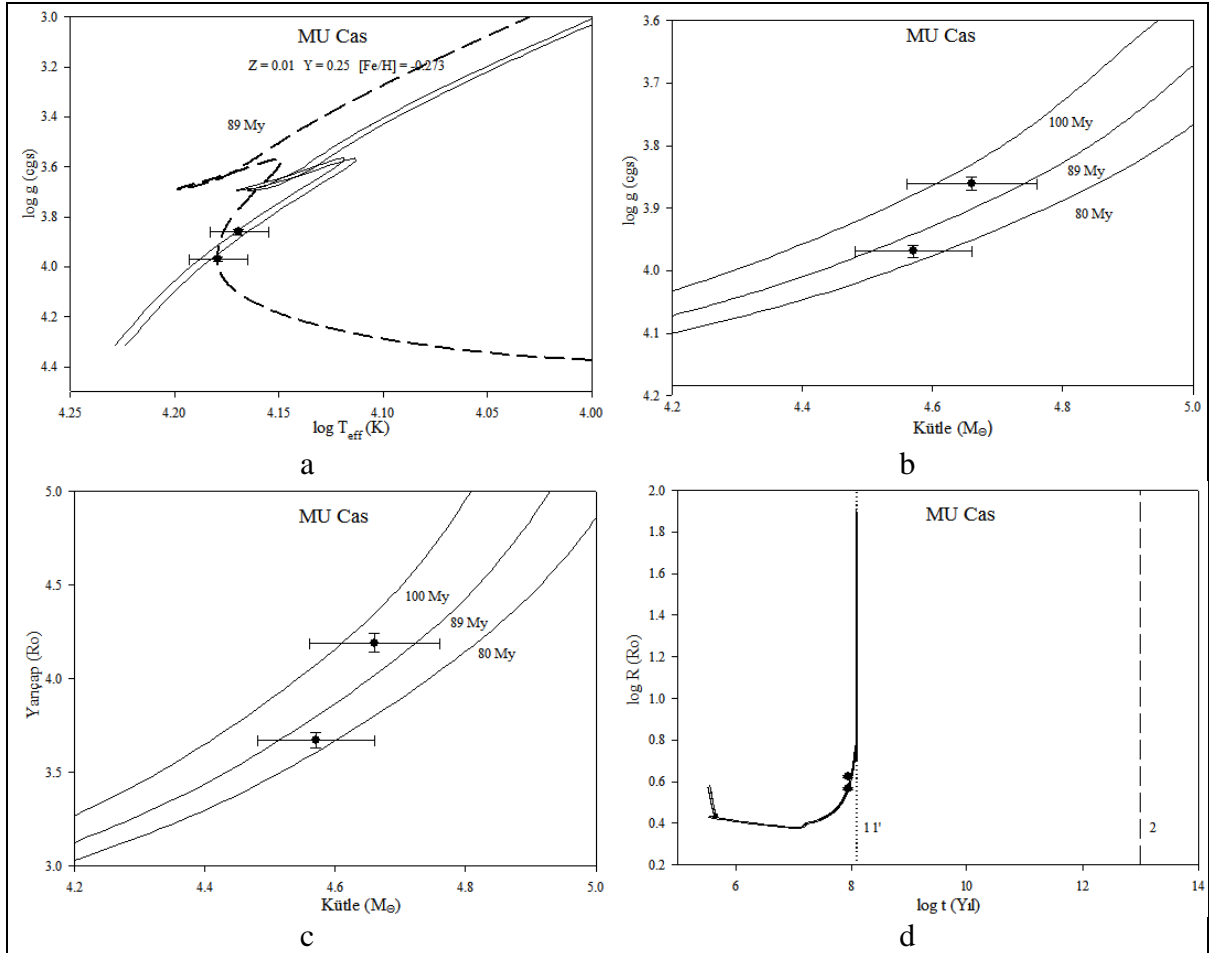 MU Cas
Z = 0.01 Y = 0.25 [Fe/H] = -0.273
89 My
log g (cgs)
3.0
3.2
3.4
3.6
3.8
4.0
4.2
4.4
4.25
4.20
4.15
4.10
4.05
4.00
log T_eff (K)
a
MU Cas
100 My
89 My
80 My
log g (cgs)
3.6
3.7
3.8
3.9
4.0
4.1
4.2
4.2
4.4
4.6
4.8
5.0
Kütle (M⊙)
b
MU Cas
100 My
89 My
80 My
Yarıçap (Ro)
5.0
4.5
4.0
3.5
3.0
4.2
4.4
4.6
4.8
5.0
Kütle (M⊙)
c
MU Cas
1 1'
2
log R (Ro)
2.0
1.8
1.6
1.4
1.2
1.0
0.8
0.6
0.4
0.2
6
8
10
12
14
log t (Yıl)
d